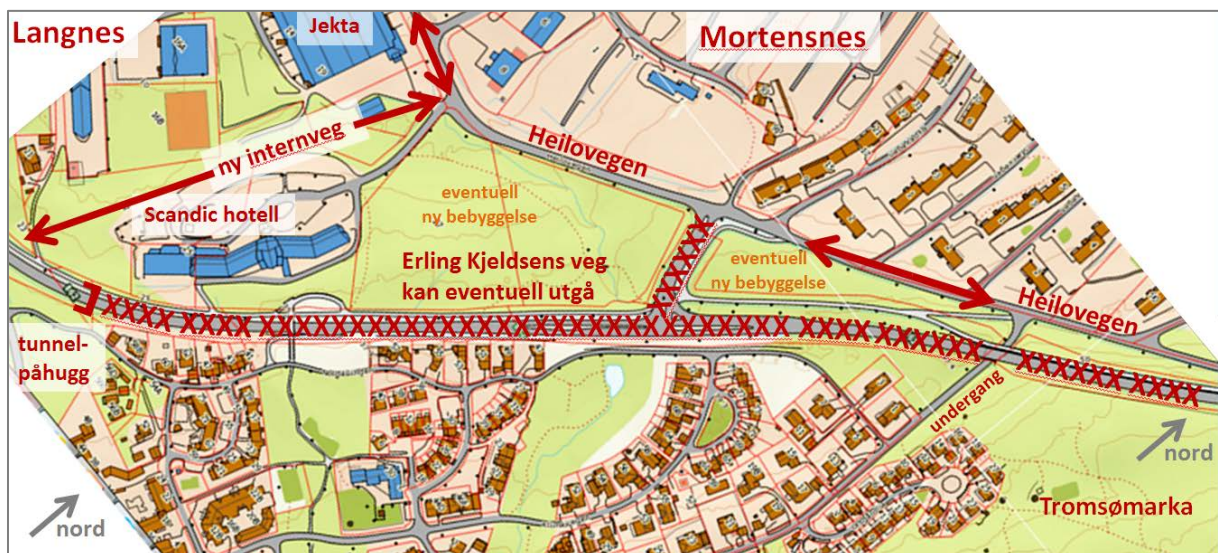 Langnes
Jekta
Mortensnes
ny internveg
Heilovegen
Scandic hotell
eventuell
ny bebyggelse
Erling Kjeldsens veg
kan eventuell utgå
eventuell
ny bebyggelse
Heilovegen
tunnel-
påhugg
undergang
nord
nord
Tromsømarka